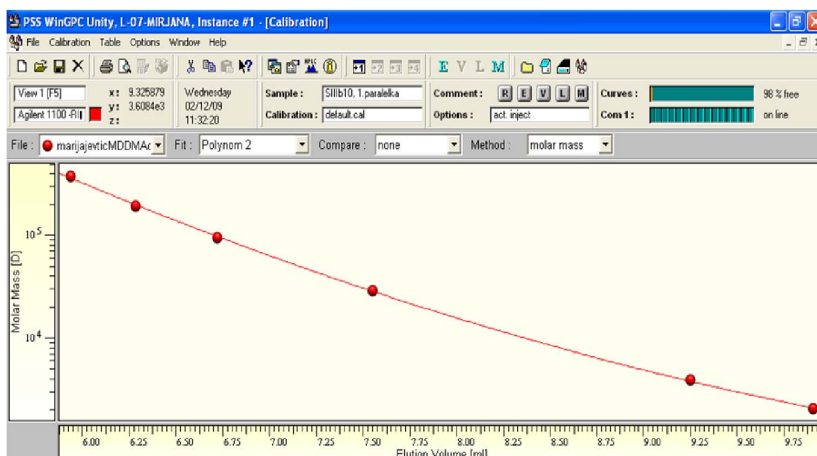 PSS WinGPC Unity, L-07-MIRJANA, Instance #1 - [Calibration]
File Calibration Table Options Window Help
E V L M
View 1 [F5] x: 9.325879 Wednesday Sample: SIIIb10, 1.paralelka Comment: R E V L M Curves: 98 % free
y: 3.6084e3 02/12/09
Agilent 1100 -RI z: 11:32:20 Calibration: default.cal Options: act. inject Com 1: on line
File: marijajevticMDDMAc Fit: Polynom 2 Compare: none Method: molar mass
Molar Mass [D]
10^5
10^4
6.00 6.25 6.50 6.75 7.00 7.25 7.50 7.75 8.00 8.25 8.50 8.75 9.00 9.25 9.50 9.75
Elution Volume [ml]